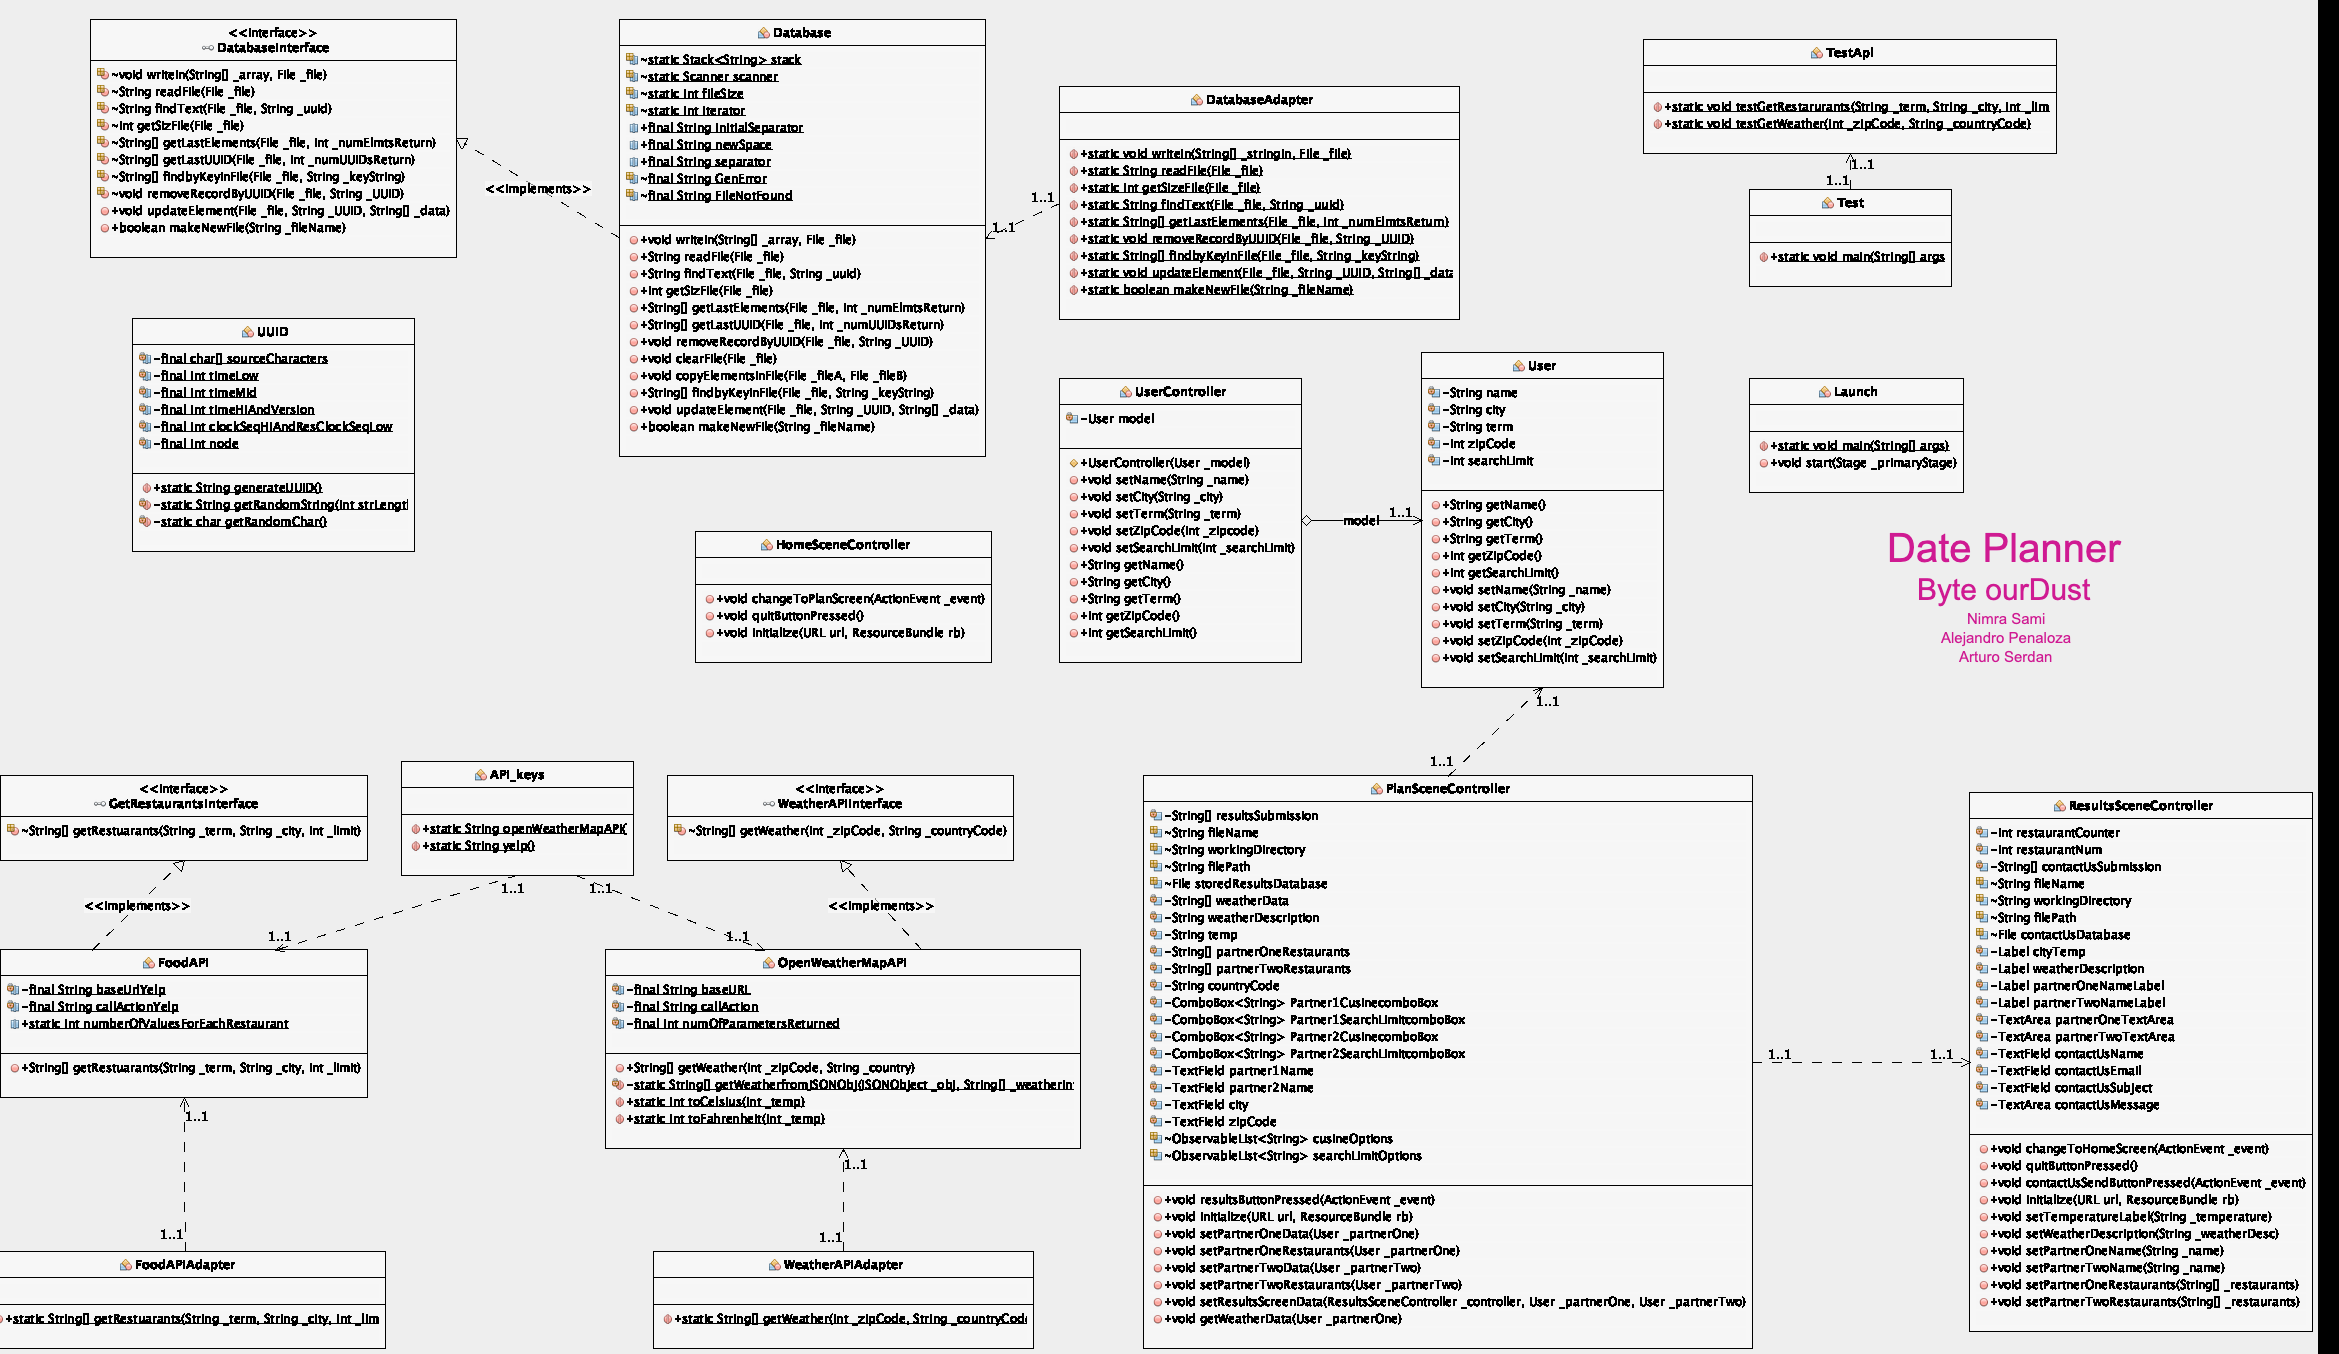 <<interface>>
DatabaseInterface
~void writeIn(String[] _array, File _file)
~String readFile(File _file)
~String findText(File _file, String _uuid)
~int getSizFile(File _file)
~String[] getLastElements(File _file, int _numElmtsReturn)
~String[] getLastUUID(File _file, int _numUUIDsReturn)
~String[] findbyKeyinFile(File _file, String _keyString)
~void removeRecordByUUID(File _file, String _UUID)
+void updateElement(File _file, String _UUID, String[] _data)
+boolean makeNewFile(String _fileName)
<<implements>>
Database
~static Stack<String> stack
~static Scanner scanner
~static int fileSize
~static int iterator
+final String initialSeparator
+final String newSpace
+final String separator
~final String GenError
~final String FileNotFound
+void writeIn(String[] _array, File _file)
+String readFile(File _file)
+String findText(File _file, String _uuid)
+int getSizFile(File _file)
+String[] getLastElements(File _file, int _numElmtsReturn)
+String[] getLastUUID(File _file, int _numUUIDsReturn)
+void removeRecordByUUID(File _file, String _UUID)
+void clearFile(File _file)
+void copyElementsInFile(File _fileA, File _fileB)
+String[] findbyKeyinFile(File _file, String _keyString)
+void updateElement(File _file, String _UUID, String[] _data)
+boolean makeNewFile(String _fileName)
1..1
1..1
DatabaseAdapter
+static void writeIn(String[] _stringIn, File _file)
+static String readFile(File _file)
+static int getSizeFile(File _file)
+static String findText(File _file, String _uuid)
+static String[] getLastElements(File _file, int _numElmtsReturn)
+static void removeRecordByUUID(File _file, String _UUID)
+static String[] findbyKeyinFile(File _file, String _keyString)
+static void updateElement(File _file, String _UUID, String[] _data
+static boolean makeNewFile(String _fileName)
TestApi
+static void testGetRestarurants(String _term, String _city, int _lim
+static void testGetWeather(int _zipCode, String _countryCode)
1..1
1..1
Test
+static void main(String[] args
UUID
-final char[] sourceCharacters
-final int timeLow
-final int timeMid
-final int timeHiAndVersion
-final int clockSeqHiAndResClockSeqLow
-final int node
+static String generateUUID()
-static String getRandomString(int strLengt
-static char getRandomChar()
HomeSceneController
+void changeToPlanScreen(ActionEvent _event)
+void quitButtonPressed()
+void initialize(URL url, ResourceBundle rb)
UserController
-User model
+UserController(User _model)
+void setName(String _name)
+void setCity(String _city)
+void setTerm(String _term)
+void setZipCode(int _zipcode)
+void setSearchLimit(int _searchLimit)
+String getName()
+String getCity()
+String getTerm()
+int getZipCode()
+int getSearchLimit()
model
1..1
User
-String name
-String city
-String term
-int zipCode
-int searchLimit
+String getName()
+String getCity()
+String getTerm()
+int getZipCode()
+int getSearchLimit()
+void setName(String _name)
+void setCity(String _city)
+void setTerm(String _term)
+void setZipCode(int _zipCode)
+void setSearchLimit(int _searchLimit)
1..1
1..1
Launch
+static void main(String[] args)
+void start(Stage _primaryStage)
Date Planner
Byte ourDust
Nimra Sami
Alejandro Penaloza
Arturo Serdan
<<interface>>
GetRestaurantsInterface
~String[] getRestuarants(String _term, String _city, int _limit)
<<implements>>
API_keys
+static String openWeatherMapAPI(
+static String yelp()
1..1
1..1
1..1
1..1
<<interface>>
WeatherAPIInterface
~String[] getWeather(int _zipCode, String _countryCode)
<<implements>>
FoodAPI
-final String baseUrlYelp
-final String callActionYelp
+static int numberOfValuesForEachRestaurant
+String[] getRestuarants(String _term, String _city, int _limit)
1..1
1..1
FoodAPIAdapter
+static String[] getRestuarants(String _term, String _city, int _lim
OpenWeatherMapAPI
-final String baseURL
-final String callAction
-final int numOfParametersReturned
+String[] getWeather(int _zipCode, String _country)
-static String[] getWeatherfromJSONObj(JSONObject _obj, String[] _weatherin
+static int toCelsius(int _temp)
+static int toFahrenheit(int _temp)
1..1
1..1
WeatherAPIAdapter
+static String[] getWeather(int _zipCode, String _countryCod
PlanSceneController
-String[] resultsSubmission
~String fileName
~String workingDirectory
~String filePath
~File storedResultsDatabase
-String[] weatherData
-String weatherDescription
-String temp
-String[] partnerOneRestaurants
-String[] partnerTwoRestaurants
-String countryCode
-ComboBox<String> Partner1CusinecomboBox
-ComboBox<String> Partner1SearchLimitcomboBox
-ComboBox<String> Partner2CusinecomboBox
-ComboBox<String> Partner2SearchLimitcomboBox
-TextField partner1Name
-TextField partner2Name
-TextField city
-TextField zipCode
~ObservableList<String> cusineOptions
~ObservableList<String> searchLimitOptions
+void resultsButtonPressed(ActionEvent _event)
+void initialize(URL url, ResourceBundle rb)
+void setPartnerOneData(User _partnerOne)
+void setPartnerOneRestaurants(User _partnerOne)
+void setPartnerTwoData(User _partnerTwo)
+void setPartnerTwoRestaurants(User _partnerTwo)
+void setResultsScreenData(ResultsSceneController _controller, User _partnerOne, User _partnerTwo)
+void getWeatherData(User _partnerOne)
1..1
1..1
ResultsSceneController
-int restaurantCounter
-int restaurantNum
-String[] contactUsSubmission
~String fileName
~String workingDirectory
~String filePath
~File contactUsDatabase
-Label cityTemp
-Label weatherDescription
-Label partnerOneNameLabel
-Label partnerTwoNameLabel
-TextArea partnerOneTextArea
-TextArea partnerTwoTextArea
-TextField contactUsName
-TextField contactUsEmail
-TextField contactUsSubject
-TextArea contactUsMessage
+void changeToHomeScreen(ActionEvent _event)
+void quitButtonPressed()
+void contactUsSendButtonPressed(ActionEvent _event)
+void initialize(URL url, ResourceBundle rb)
+void setTemperatureLabel(String _temperature)
+void setWeatherDescription(String _weatherDesc)
+void setPartnerOneName(String _name)
+void setPartnerTwoName(String _name)
+void setPartnerOneRestaurants(String[] _restaurants)
+void setPartnerTwoRestaurants(String[] _restaurants)